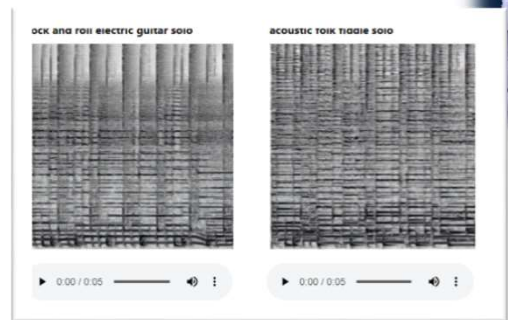 ock and roll electric guitar solo
acoustic folk fiddle solo
0:00 / 0:05
0:00 / 0:05